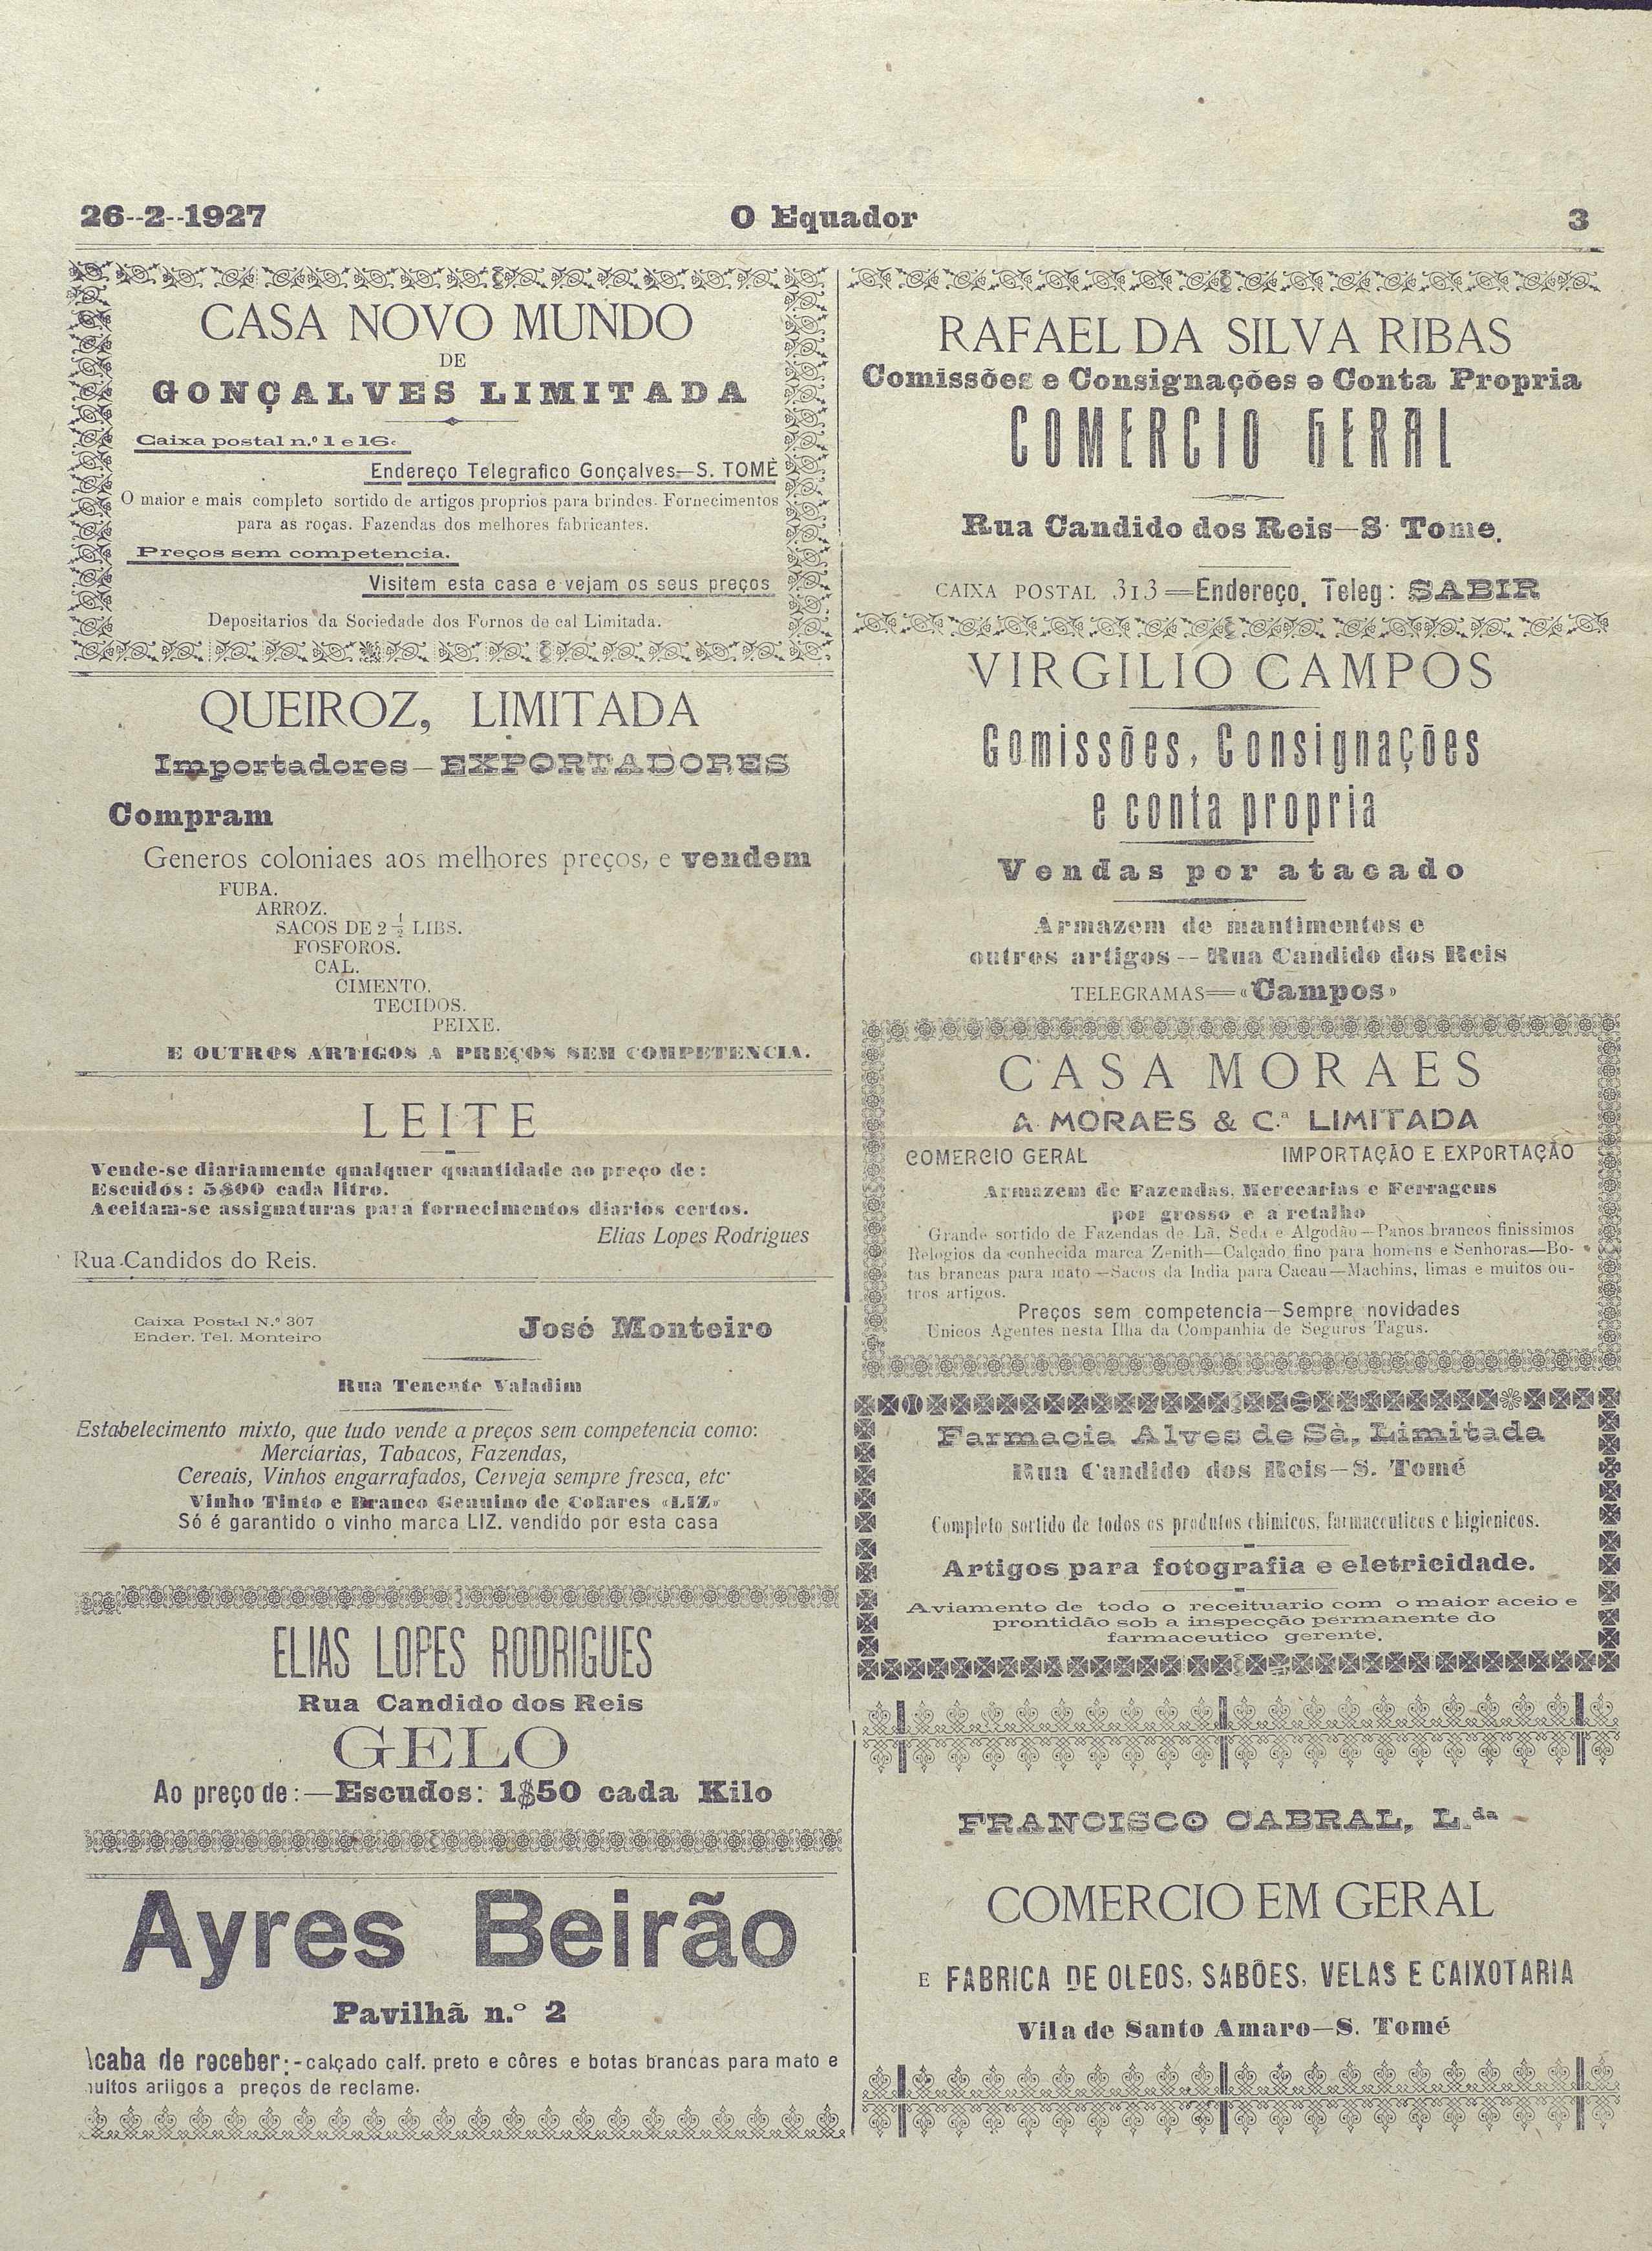 26--2--1927
O Equador
3
CASA NOVO MUNDO
DE
GONÇALVES LIMITADA
Caixa postal n.º 1 e 16.
Endereço Telegrafico Gonçalves—S. TOMÈ
O maior e mais completo sortido de artigos proprios para brindes. Fornecimentos
para as roças. Fazendas dos melhores fabricantes.
Preços sem competencia.
Visitem esta casa e vejam os seus preços
Depositarios da Sociedade dos Fornos de cal Limitada.
QUEIROZ, LIMITADA
Importadores—EXPORTADORES
Compram
Generos coloniaes aos melhores preços, e vendem
FUBA.
ARROZ.
SACOS DE 2 1/2 LIBS.
FOSFOROS.
CAL.
CIMENTO.
TECIDOS.
PEIXE.
E OUTROS ARTIGOS A PREÇOS SEM COMPETENCIA.
LEITE
Vende-se diariamente qualquer quantidade ao preço de:
Escudos: 5$00 cada litro.
Aceitam-se assignaturas para fornecimentos diarios certos.
Elias Lopes Rodrigues
Rua Candidos do Reis.
Caixa Postal N.º 307
Ender. Tel. Monteiro
José Monteiro
Rua Tenente Valadim
Estabelecimento mixto, que tudo vende a preços sem competencia como:
Merciarias, Tabacos, Fazendas,
Cereais, Vinhos engarrafados, Cerveja sempre fresca, etc.
Vinho Tinto e Branco Genuino de Colares «LIZ»
Só é garantido o vinho marca LIZ. vendido por esta casa
ELIAS LOPES RODRIGUES
Rua Candido dos Reis
GELO
Ao preço de:—Escudos: 1$50 cada Kilo
Ayres Beirão
Pavilhã n.º 2
caba de receber:-calçado calf. preto e côres e botas brancas para mato e
uitos ariigos a preços de reclame.
RAFAEL DA SILVA RIBAS
Comissões e Consignações e Conta Propria
COMERCIO GERAL
Rua Candido dos Reis—S. Tome.
CAIXA POSTAL 313=Endereço. Teleg: SABIR
VIRGILIO CAMPOS
Gomissões, Consignações
e conta propria
Vendas por atacado
Armazem de mantimentos e
outros artigos -- Rua Candido dos Reis
TELEGRAMAS=«Campos»
CASA MORAES
A. MORAES & C.ª LIMITADA
COMERCIO GERAL IMPORTAÇÃO E EXPORTAÇÃO
Armazem de Fazendas, Mercearias e Ferragens
por grosso e a retalho
Grande sortido de Fazendas de Lã, Seda e Algodão—Panos brancos finissimos
Relogios da conhecida marca Zenith—Calçado fino para homens e Senhoras—Bo-
tas brancas para mato—Sacos da India para Cacau—Machins, limas e muitos ou-
tros artigos.
Preços sem competencia—Sempre novidades
Unicos Agentes nesta Ilha da Companhia de Seguros Tagus.
Farmacia Alves de Sà, Limitada
Rua Candido dos Reis—S. Tomé
Completo sortido de todos os produtos chimicos, farmaceuticos e higienicos.
Artigos para fotografia e eletricidade.
Aviamento de todo o receituario com o maior aceio e
prontidão sob a inspecção permanente do
farmaceutico gerente.
FRANCISCO CABRAL, L.da
COMERCIO EM GERAL
E FABRICA DE OLEOS, SABÕES, VELAS E CAIXOTARIA
Vila de Santo Amaro—S. Tomé